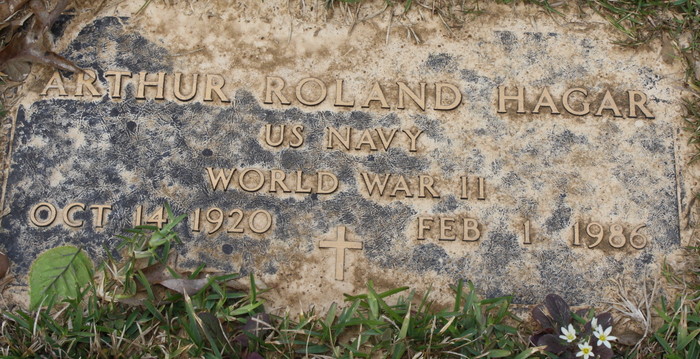 ARTHUR ROLAND HAGAR
US NAVY
WORLD WAR II
OCT 14 1920 FEB 1 1986